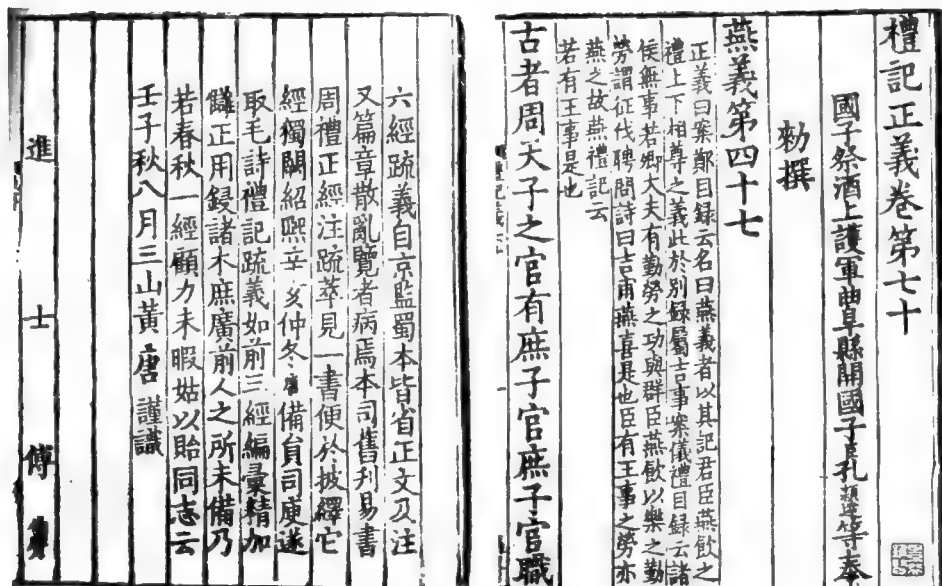 禮記正義卷第七十
國子祭酒上護軍曲阜縣開國子孔穎達等奉
勑撰
燕義第四十七
正義曰案鄭目録云名曰燕義者以其記君臣燕飲之
禮上下相尊之義此於別録屬吉事案儀禮目録云諸
侯無事若卿大夫有勤勞之功與群臣燕飲以樂之勤
勞謂征伐聘問詩曰吉甫燕喜是也臣有王事之勞亦
燕之故燕禮記云
若有王事是也
古者周天子之官有庶子官庶子官職
六經疏義自京監蜀本皆省正文及注
又篇章散亂覽者病焉本司舊刋易書
周禮正經注疏萃見一書便於披繹它
經獨闕紹熙辛亥仲冬唐備員司庾遂
取毛詩禮記疏義如前三經編彙精加
讎正用鋟諸木庶廣前人之所未備乃
若春秋一經顧力未暇姑以貽同志云
壬子秋八月三山黃唐謹識
進士傅